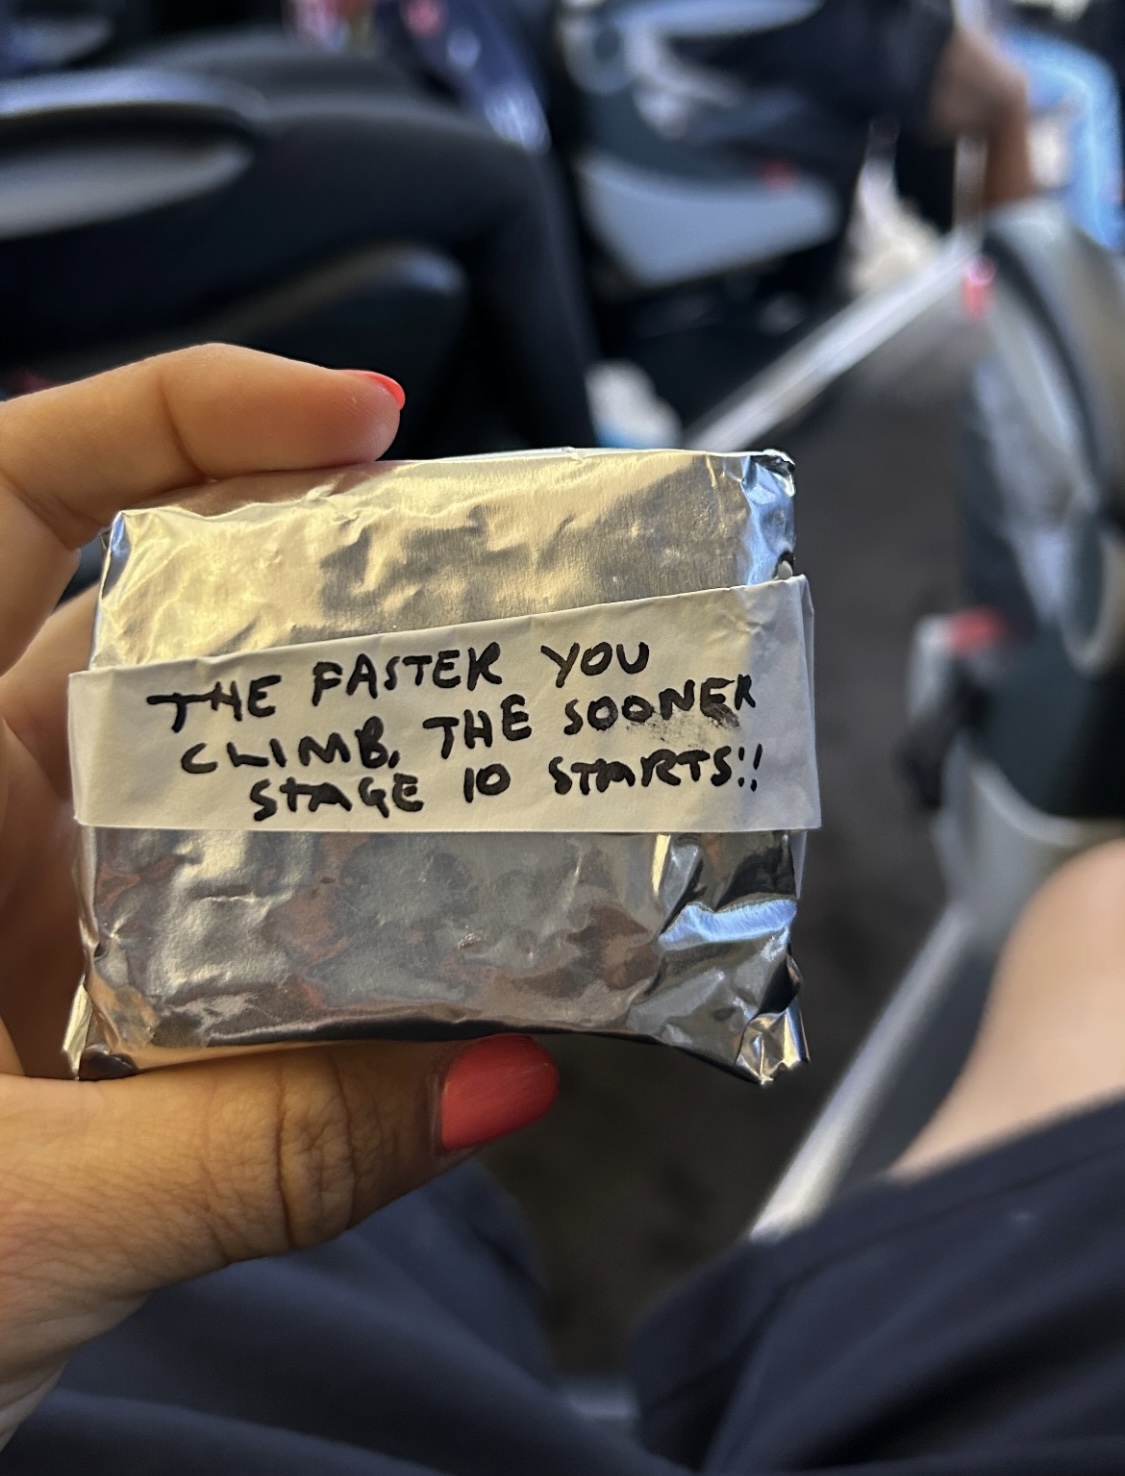 THE FASTER YOU
CLIMB, THE SOONER
STAGE 10 STARTS!!